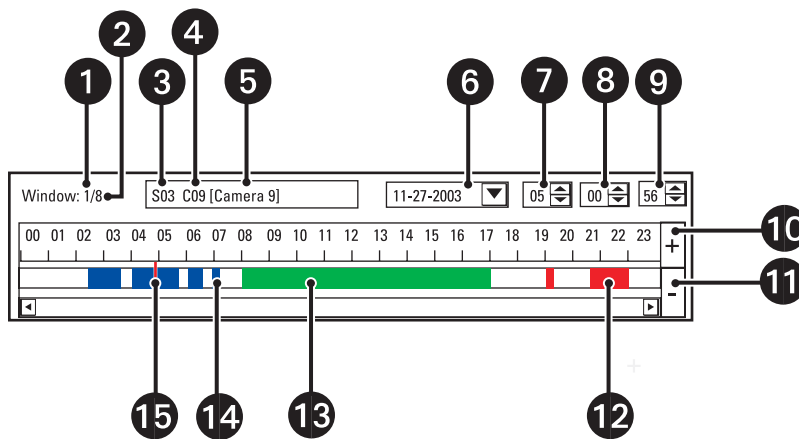 2 4
1 3 5 6 7 8 9
Window: 1/8 S03 C09 [Camera 9] 11-27-2003 05 00 56
00 01 02 03 04 05 06 07 08 09 10 11 12 13 14 15 16 17 18 19 20 21 22 23 + 10
- 11
15 14 13 12